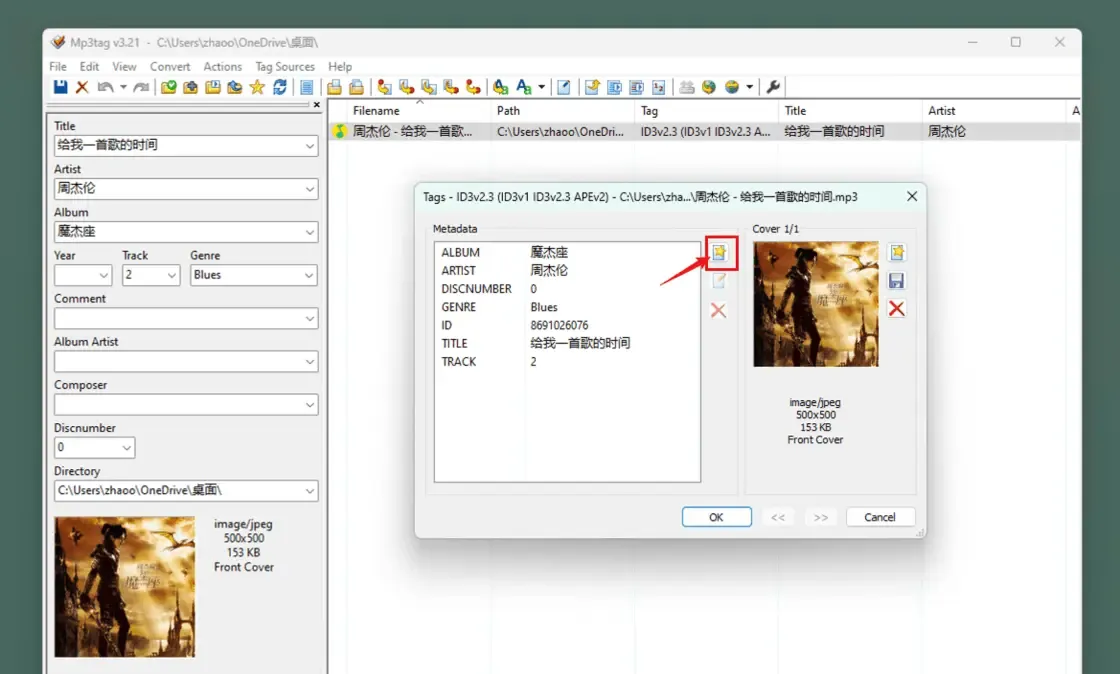 Mp3tag v3.21 - C:\Users\zhaoo\OneDrive\桌面\
File Edit View Convert Actions Tag Sources Help
Title
给我一首歌的时间
Artist
周杰伦
Album
魔杰座
Year Track Genre
2 Blues
Comment
Album Artist
Composer
Discnumber
0
Directory
C:\Users\zhaoo\OneDrive\桌面\
魔杰座
image/jpeg
500x500
153 KB
Front Cover
Filename Path Tag Title Artist A
周杰伦 - 给我一首歌... C:\Users\zhaoo\OneDri... ID3v2.3 (ID3v1 ID3v2.3 A... 给我一首歌的时间 周杰伦
Tags - ID3v2.3 (ID3v1 ID3v2.3 APEv2) - C:\Users\zha...\周杰伦 - 给我一首歌的时间.mp3
Metadata
ALBUM 魔杰座
ARTIST 周杰伦
DISCNUMBER 0
GENRE Blues
ID 8691026076
TITLE 给我一首歌的时间
TRACK 2
Cover 1/1
魔杰座
image/jpeg
500x500
153 KB
Front Cover
OK << >> Cancel